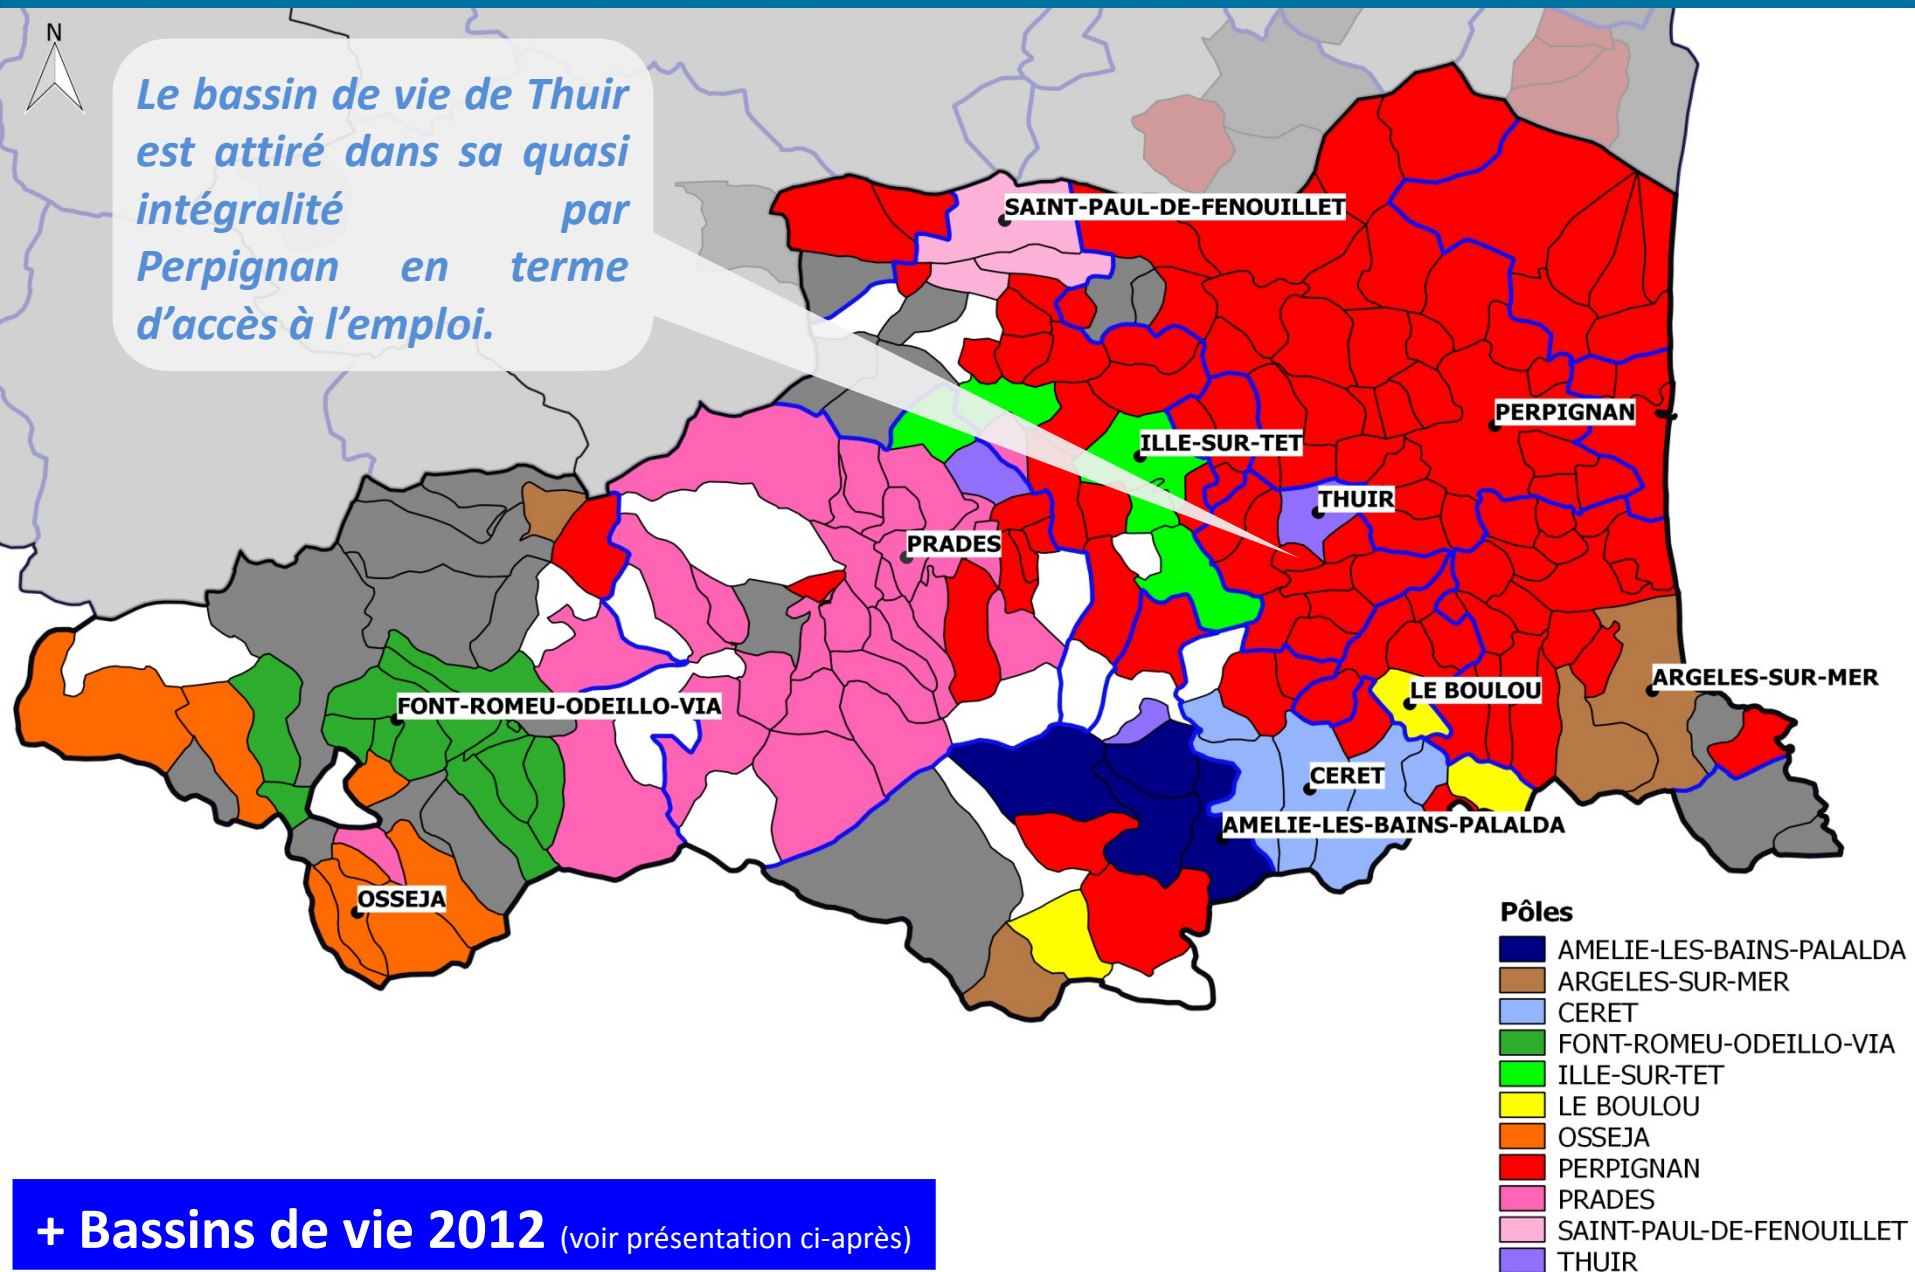 N
Le bassin de vie de Thuir
est attiré dans sa quasi
intégralité par
Perpignan en terme
d’accès à l’emploi.
SAINT-PAUL-DE-FENOUILLET
PERPIGNAN
ILLE-SUR-TET
THUIR
PRADES
ARGELES-SUR-MER
LE BOULOU
FONT-ROMEU-ODEILLO-VIA
CERET
AMELIE-LES-BAINS-PALALDA
OSSEJA
Pôles
AMELIE-LES-BAINS-PALALDA
ARGELES-SUR-MER
CERET
FONT-ROMEU-ODEILLO-VIA
ILLE-SUR-TET
LE BOULOU
OSSEJA
PERPIGNAN
PRADES
SAINT-PAUL-DE-FENOUILLET
THUIR
+ Bassins de vie 2012 (voir présentation ci-après)